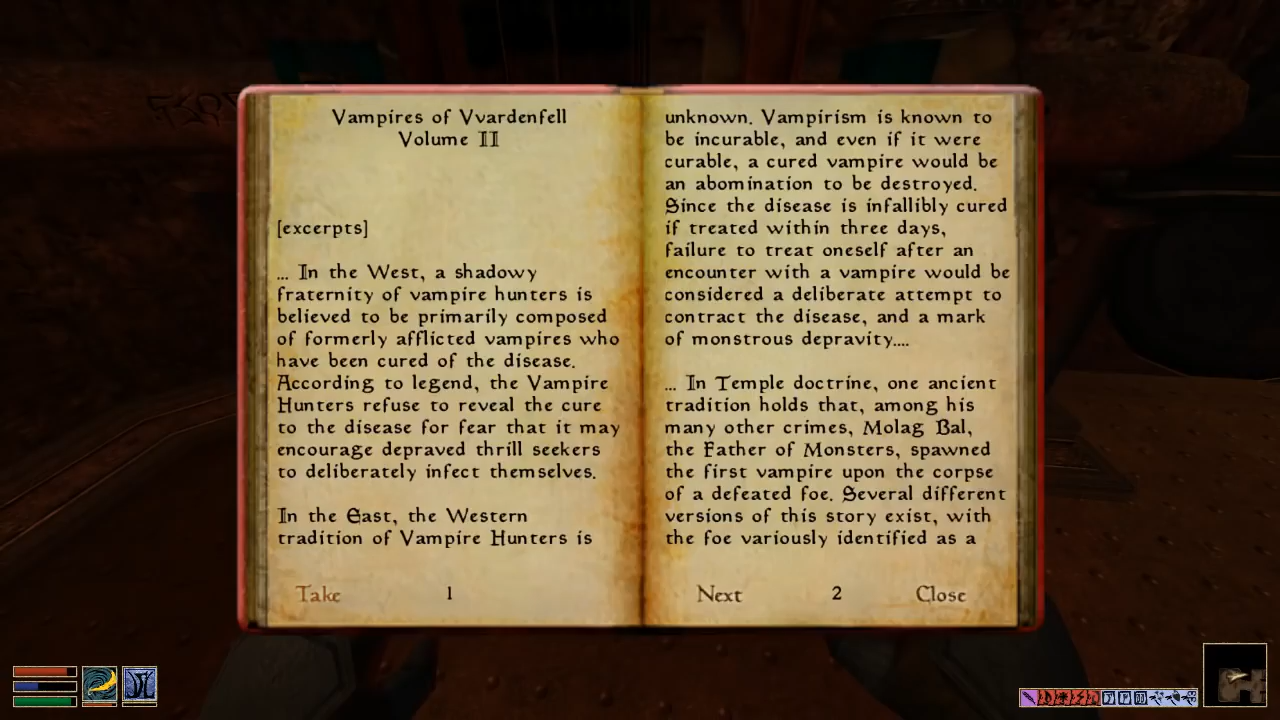 Vampires of Vvardenfell
Volume II
[excerpts]
... In the West, a shadowy
fraternity of vampire hunters is
believed to be primarily composed
of formerly afflicted vampires who
have been cured of the disease.
According to legend, the Vampire
Hunters refuse to reveal the cure
to the disease for fear that it may
encourage depraved thrill seekers
to deliberately infect themselves.
In the East, the Western
tradition of Vampire Hunters is
Take
1
unknown. Vampirism is known to
be incurable, and even if it were
curable, a cured vampire would be
an abomination to be destroyed.
Since the disease is infallibly cured
if treated within three days,
failure to treat oneself after an
encounter with a vampire would be
considered a deliberate attempt to
contract the disease, and a mark
of monstrous depravity....
... In Temple doctrine, one ancient
tradition holds that, among his
many other crimes, Molag Bal,
the Father of Monsters, spawned
the first vampire upon the corpse
of a defeated foe. Several different
versions of this story exist, with
the foe variously identified as a
Next
2
Close